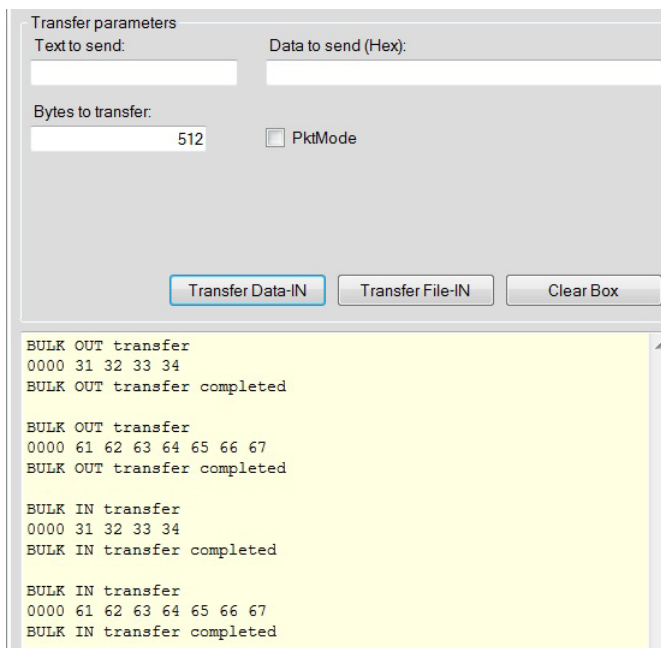 Transfer parameters
Text to send: Data to send (Hex):
Bytes to transfer:
512 PktMode
Transfer Data-IN Transfer File-IN Clear Box
BULK OUT transfer
0000 31 32 33 34
BULK OUT transfer completed
BULK OUT transfer
0000 61 62 63 64 65 66 67
BULK OUT transfer completed
BULK IN transfer
0000 31 32 33 34
BULK IN transfer completed
BULK IN transfer
0000 61 62 63 64 65 66 67
BULK IN transfer completed